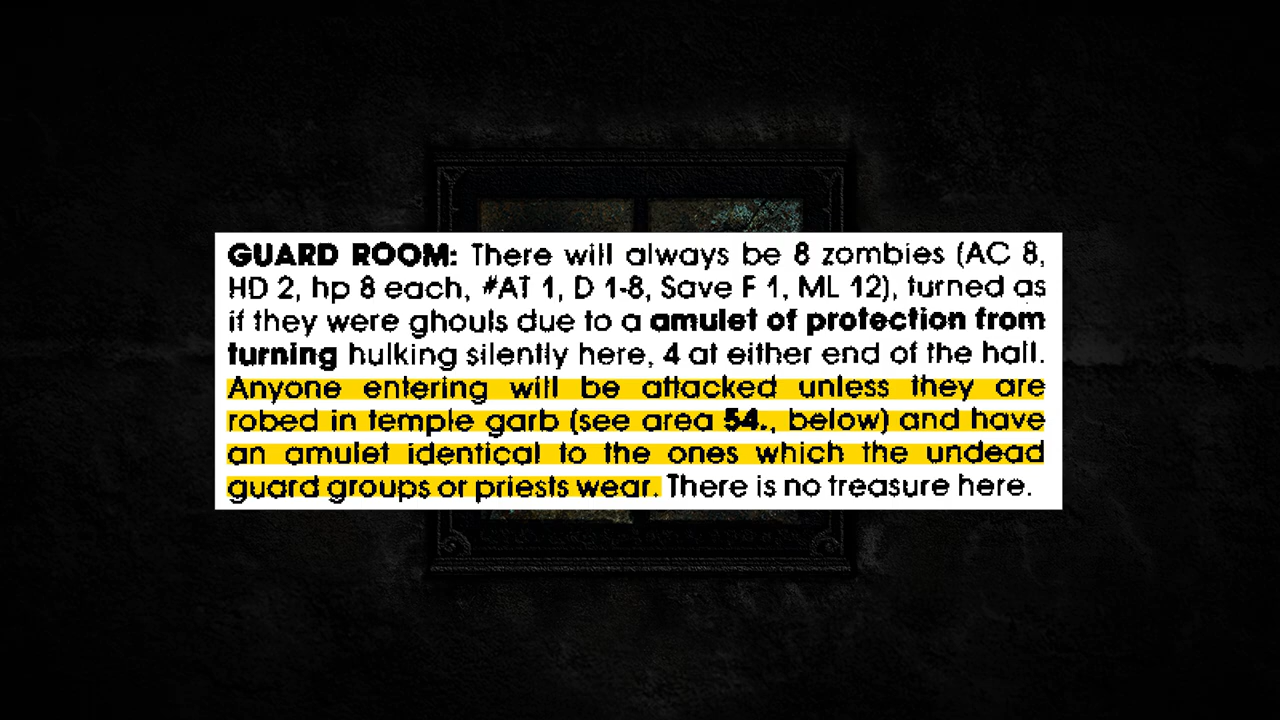 GUARD ROOM: There will always be 8 zombies (AC 8,
HD 2, hp 8 each, #AT 1, D 1-8, Save F 1, ML 12), turned as
if they were ghouls due to a amulet of protection from
turning hulking silently here, 4 at either end of the hall.
Anyone entering will be attacked unless they are
robed in temple garb (see area 54., below) and have
an amulet identical to the ones which the undead
guard groups or priests wear. There is no treasure here.